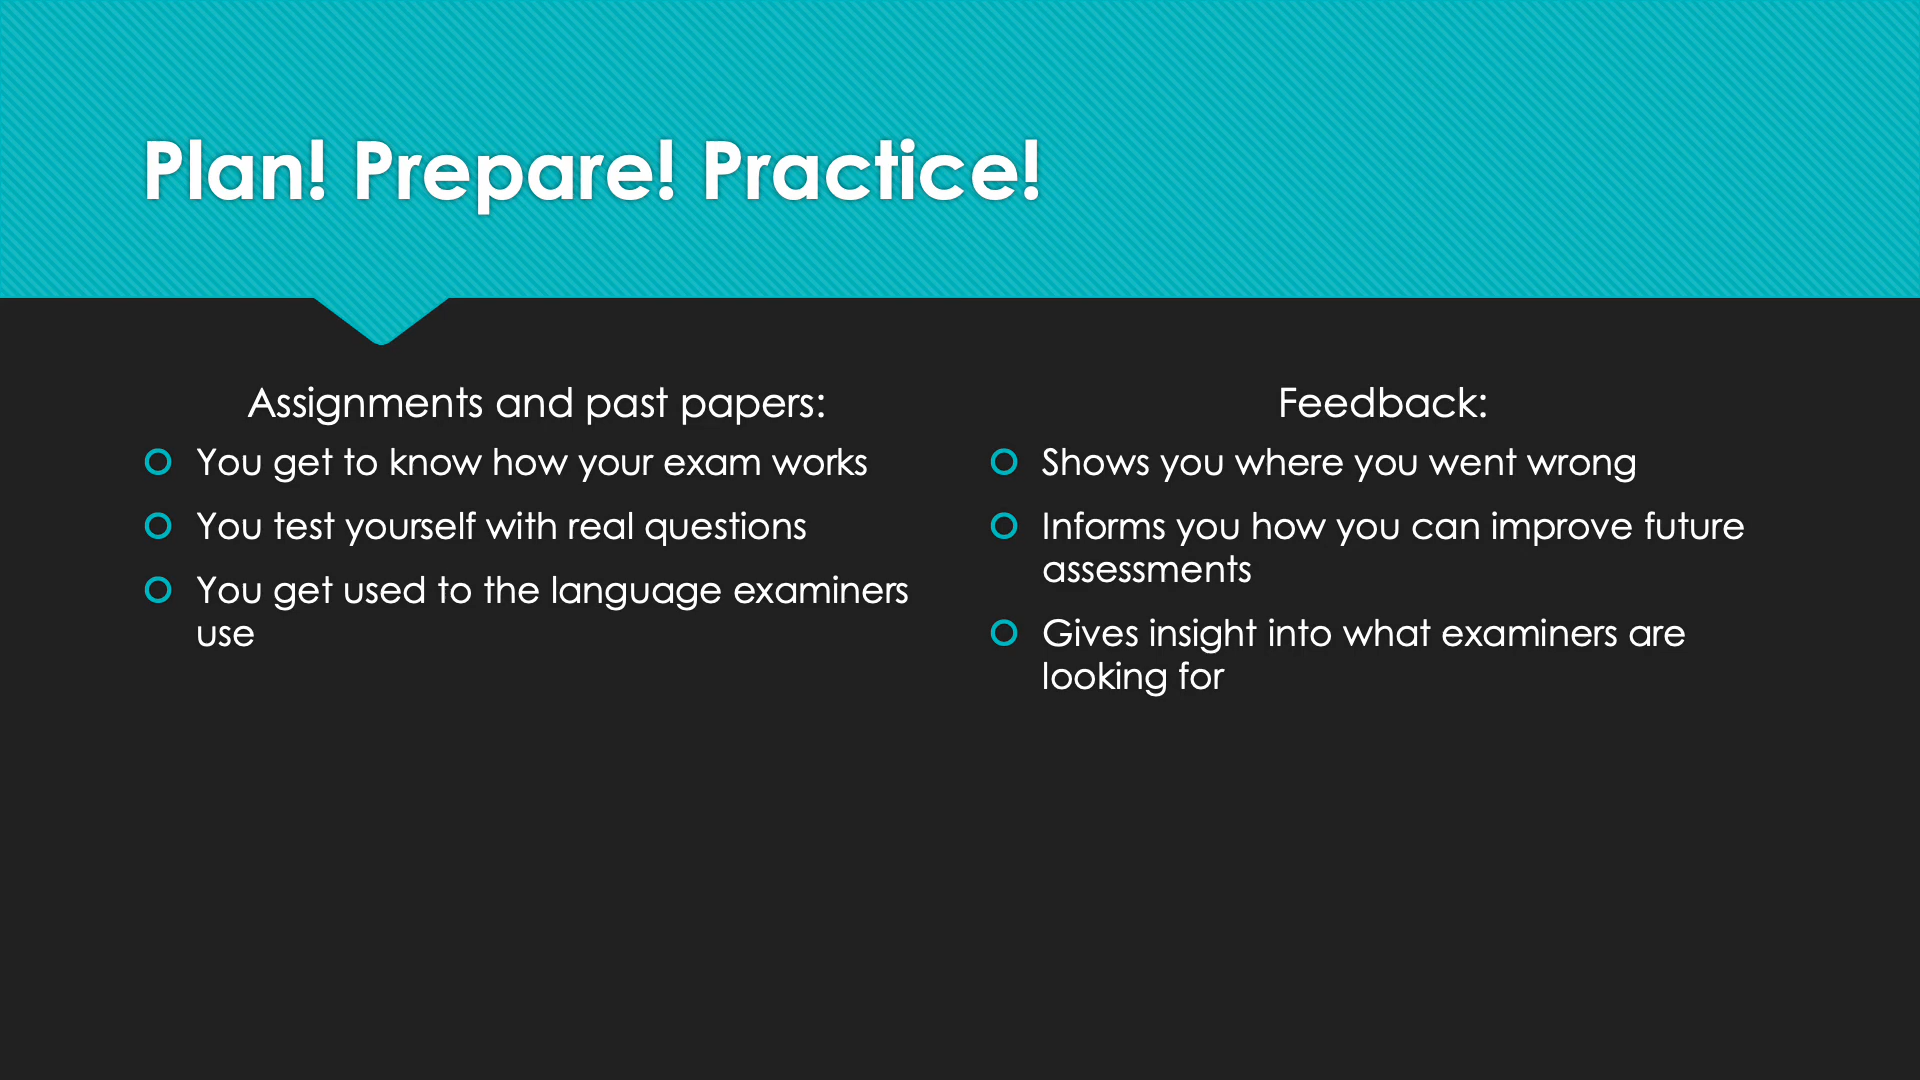 Plan! Prepare! Practice!
Assignments and past papers:
You get to know how your exam works
You test yourself with real questions
You get used to the language examiners
use
Feedback:
Shows you where you went wrong
Informs you how you can improve future
assessments
Gives insight into what examiners are
looking for